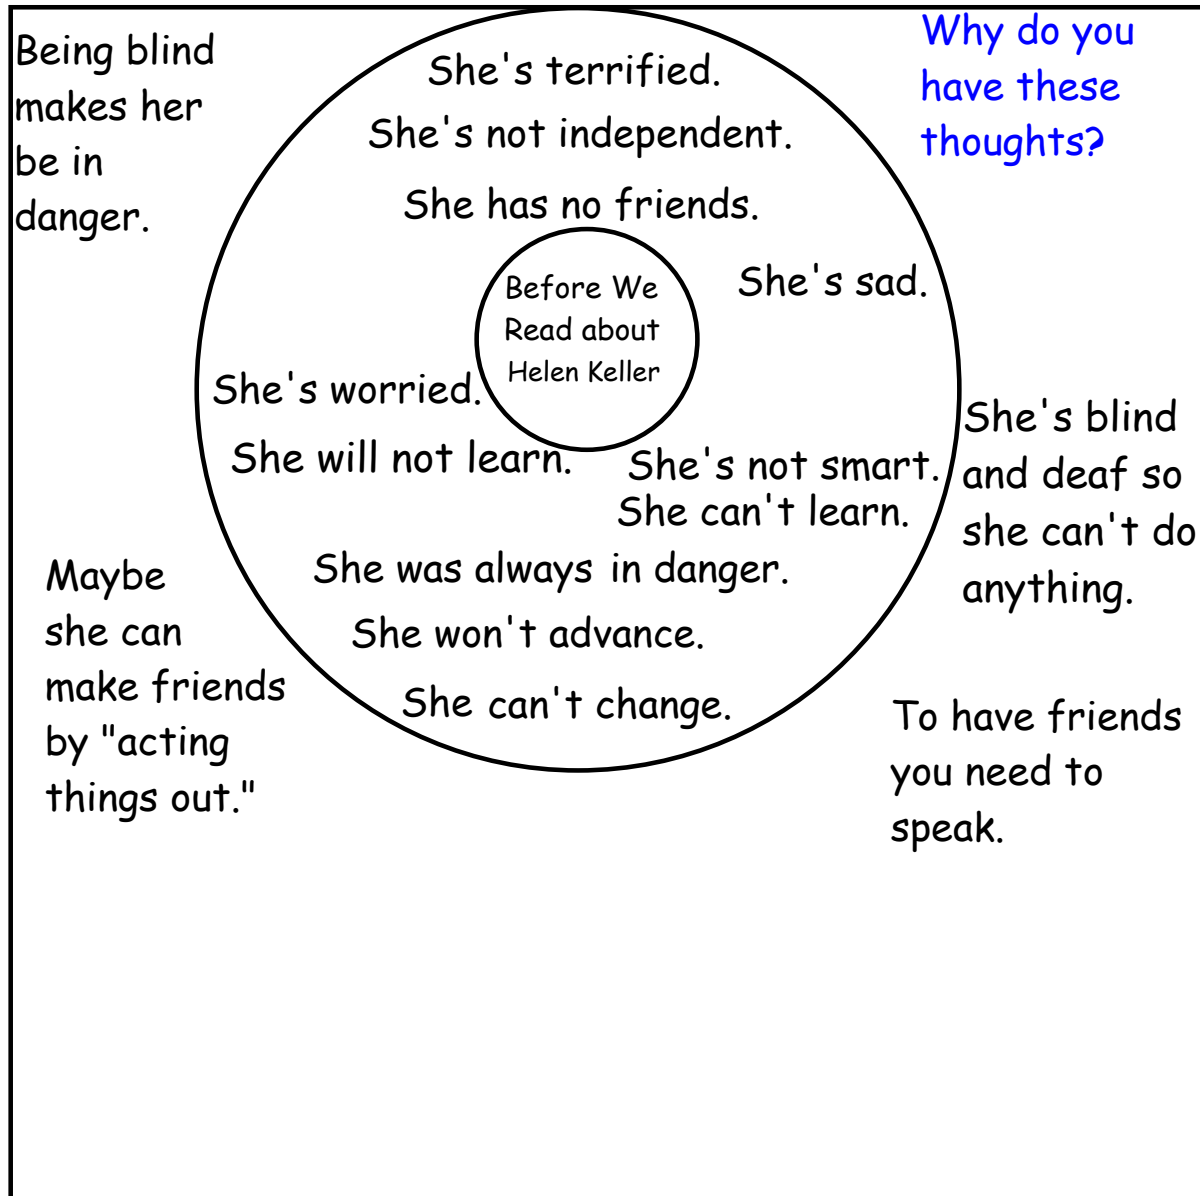 Being blind
makes her
be in
danger.
She's terrified.
She's not independent.
She has no friends.
Why do you
have these
thoughts?
She's sad.
Before We
Read about
Helen Keller
She's worried.
She will not learn.
She's not smart.
She can't learn.
She was always in danger.
She won't advance.
She can't change.
She's blind
and deaf so
she can't do
anything.
Maybe
she can
make friends
by "acting
things out."
To have friends
you need to
speak.